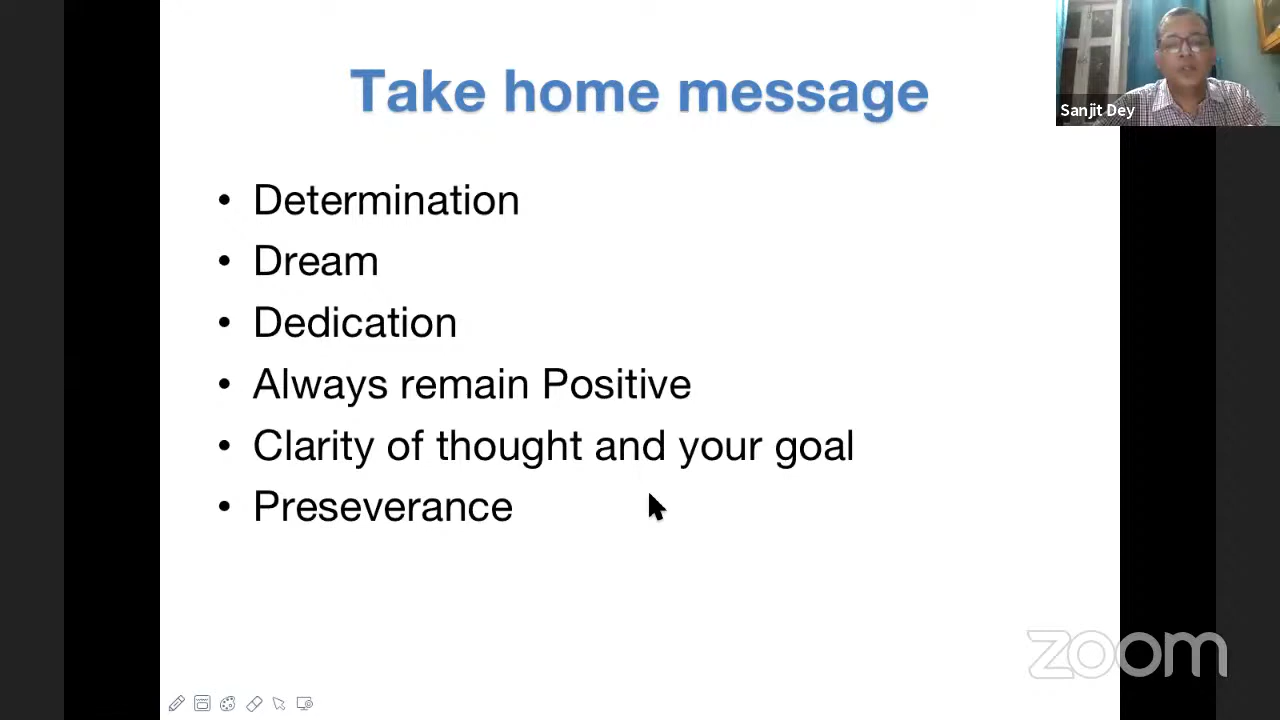 Take home message
Sanjit Dey
• Determination
• Dream
• Dedication
• Always remain Positive
• Clarity of thought and your goal
• Preseverance
zoom